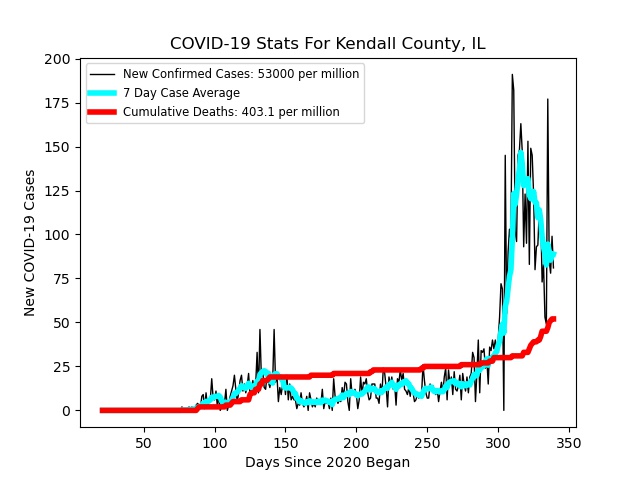 COVID-19 Stats For Kendall County, IL
New Confirmed Cases: 53000 per million
7 Day Case Average
Cumulative Deaths: 403.1 per million
New COVID-19 Cases
200
175
150
125
100
75
50
25
0
50
100
150
200
250
300
350
Days Since 2020 Began